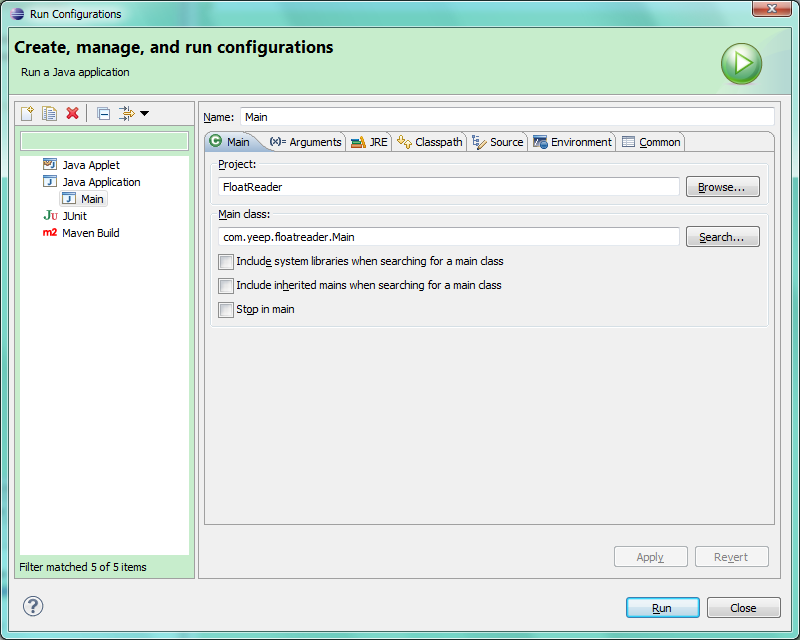 Run Configurations
Create, manage, and run configurations
Run a Java application
Name: Main
Main (x)= Arguments JRE Classpath Source Environment Common
Project:
FloatReader Browse...
Main class:
com.yeep.floatreader.Main Search...
Include system libraries when searching for a main class
Include inherited mains when searching for a main class
Stop in main
Java Applet
Java Application
Main
Ju JUnit
m2 Maven Build
Filter matched 5 of 5 items
Apply Revert
? Run Close